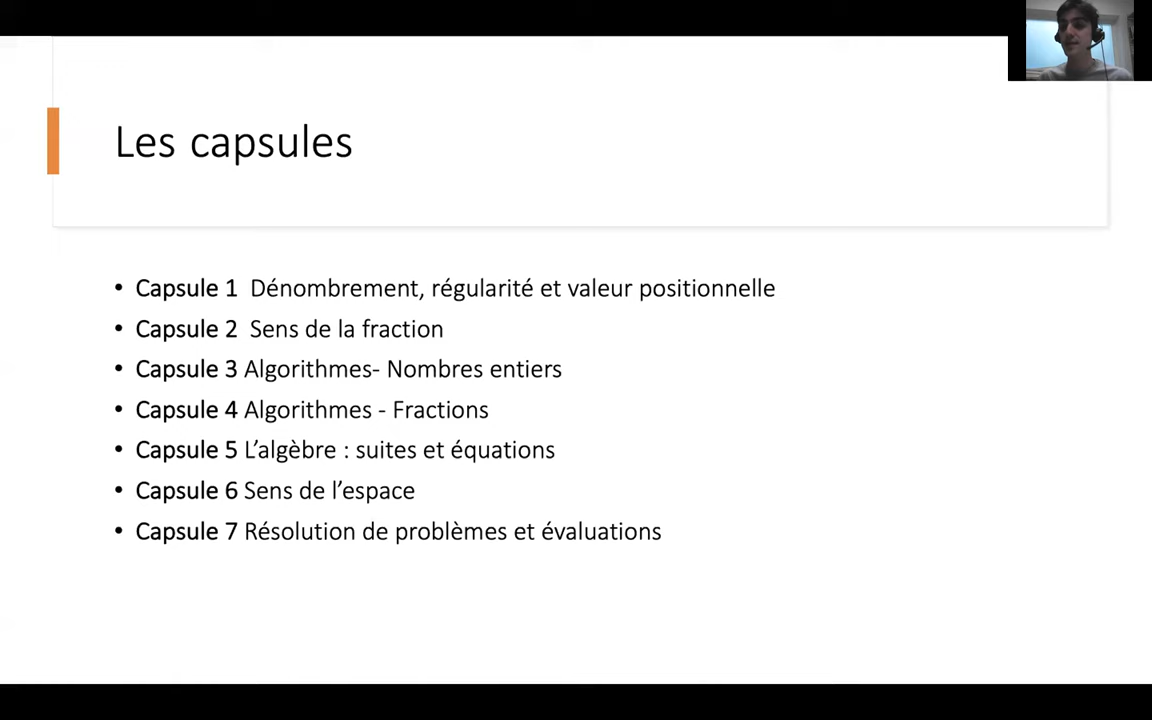 Les capsules
• Capsule 1 Dénombrement, régularité et valeur positionnelle
• Capsule 2 Sens de la fraction
• Capsule 3 Algorithmes- Nombres entiers
• Capsule 4 Algorithmes - Fractions
• Capsule 5 L’algèbre : suites et équations
• Capsule 6 Sens de l’espace
• Capsule 7 Résolution de problèmes et évaluations